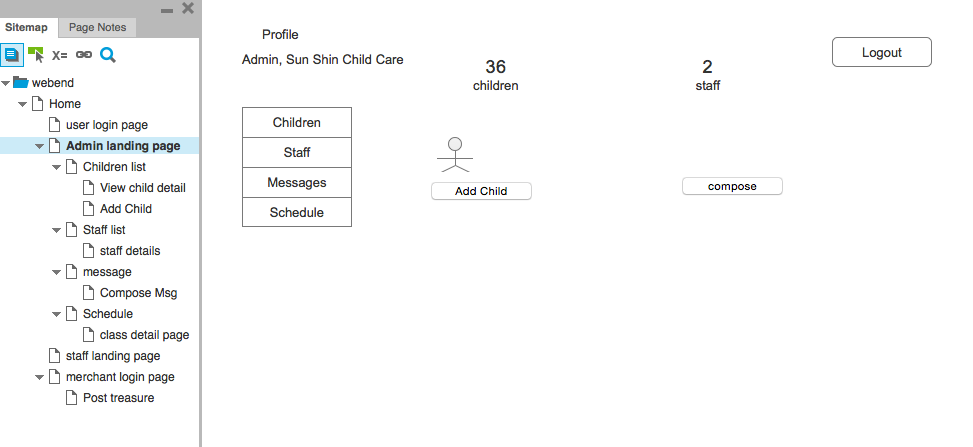 Sitemap
Page Notes
X=
webend
Home
user login page
Admin landing page
Children list
View child detail
Add Child
Staff list
staff details
message
Compose Msg
Schedule
class detail page
staff landing page
merchant login page
Post treasure
Profile
Admin, Sun Shin Child Care
36
children
2
staff
Logout
Children
Staff
Messages
Schedule
Add Child
compose